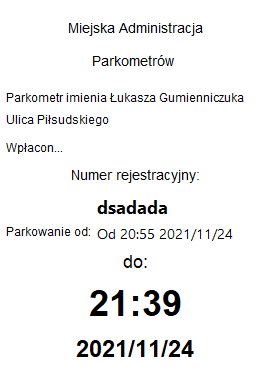 Miejska Administracja
Parkometrów
Parkometr imienia Łukasza Gumienniczuka
Ulica Piłsudskiego
Wpłacon...
Numer rejestracyjny:
dsadada
Parkowanie od: Od 20:55 2021/11/24
do:
21:39
2021/11/24